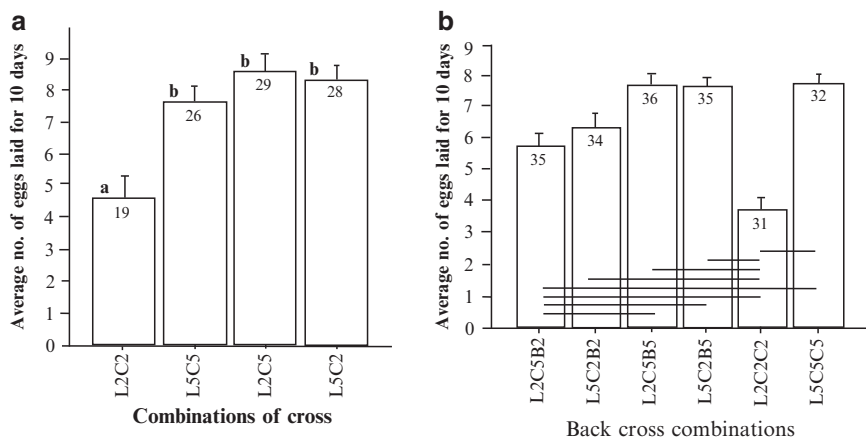 a
Average no. of eggs laid for 10 days
9
8
7
6
5
4
3
2
1
0
a
b
b
b
19
26
29
28
L2C2
L5C5
L2C5
L5C2
Combinations of cross
b
Average no. of eggs laid for 10 days
9
8
7
6
5
4
3
2
1
0
35
34
36
35
31
32
L2C5B2
L5C2B2
L2C5B5
L5C2B5
L2C2C2
L5C5C5
Back cross combinations